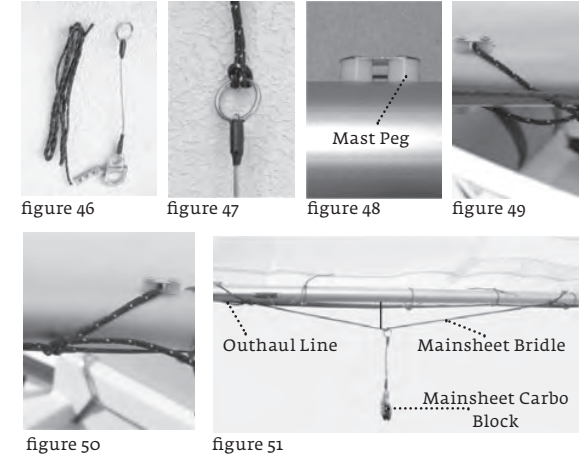 Mast Peg
figure 46
figure 47
figure 48
figure 49
Outhaul Line
Mainsheet Bridle
Mainsheet Carbo
Block
figure 50
figure 51